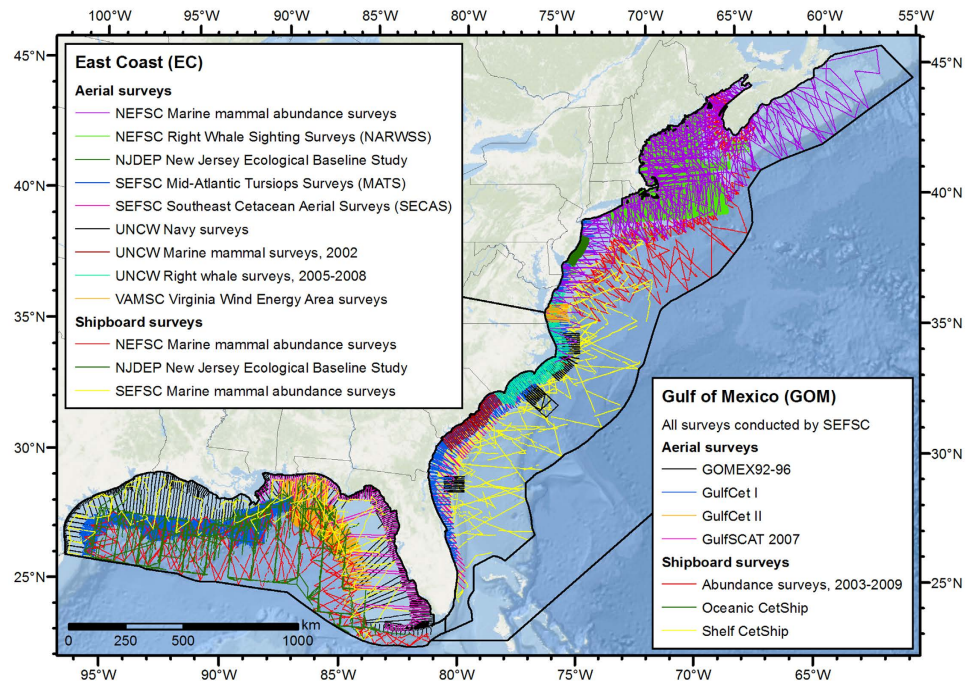 100°W 95°W 90°W 85°W 80°W 75°W 70°W 65°W 60°W 55°W
45°N
40°N
35°N
30°N
25°N
45°N
40°N
35°N
30°N
25°N
East Coast (EC)
Aerial surveys
NEFSC Marine mammal abundance surveys
NEFSC Right Whale Sighting Surveys (NARWSS)
NJDEP New Jersey Ecological Baseline Study
SEFSC Mid-Atlantic Tursiops Surveys (MATS)
SEFSC Southeast Cetacean Aerial Surveys (SECAS)
UNCW Navy surveys
UNCW Marine mammal surveys, 2002
UNCW Right whale surveys, 2005-2008
VAMSC Virginia Wind Energy Area surveys
Shipboard surveys
NEFSC Marine mammal abundance surveys
NJDEP New Jersey Ecological Baseline Study
SEFSC Marine mammal abundance surveys
Gulf of Mexico (GOM)
All surveys conducted by SEFSC
Aerial surveys
GOMEX92-96
GulfCet I
GulfCet II
GulfSCAT 2007
Shipboard surveys
Abundance surveys, 2003-2009
Oceanic CetShip
Shelf CetShip
km
0 250 500 1000
95°W 90°W 85°W 80°W 75°W 70°W 65°W